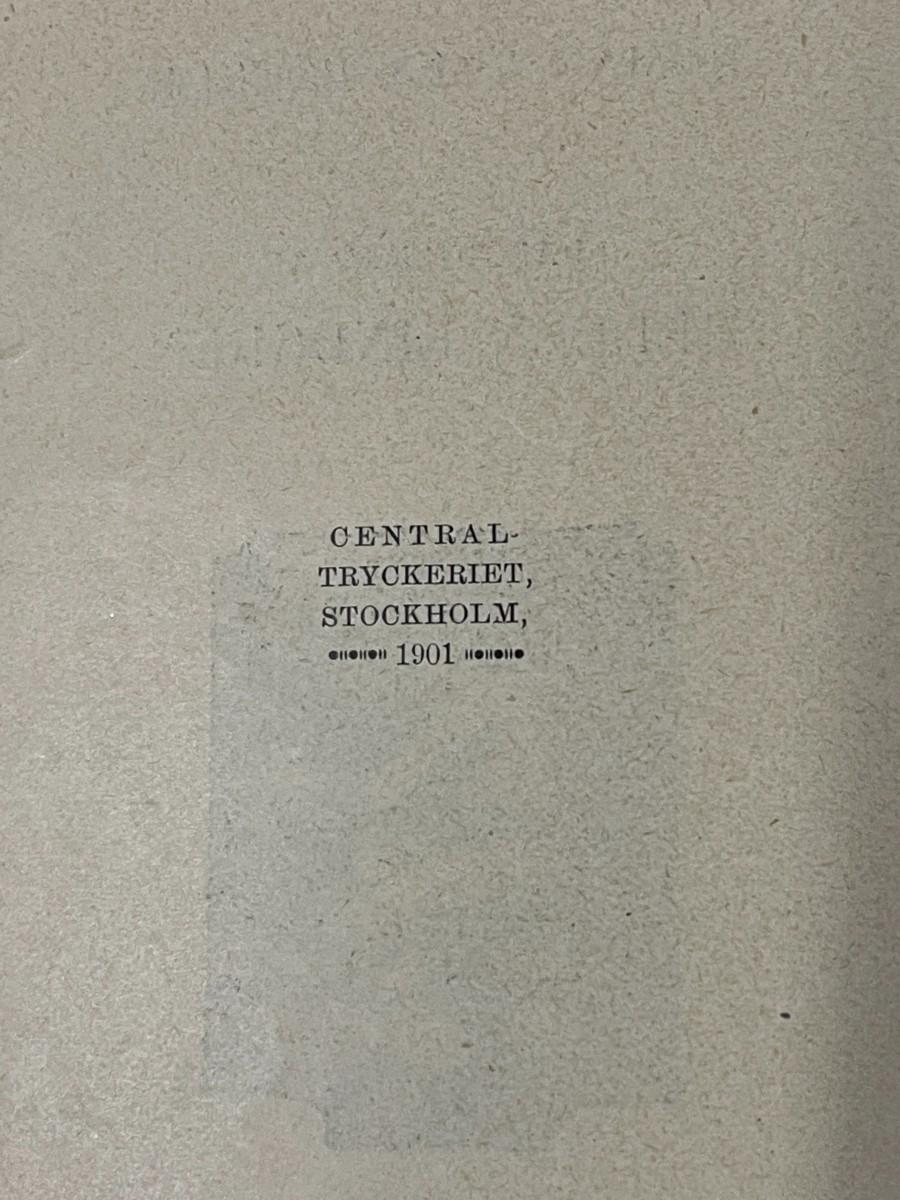 CENTRAL-
TRYCKERIET,
STOCKHOLM,
1901